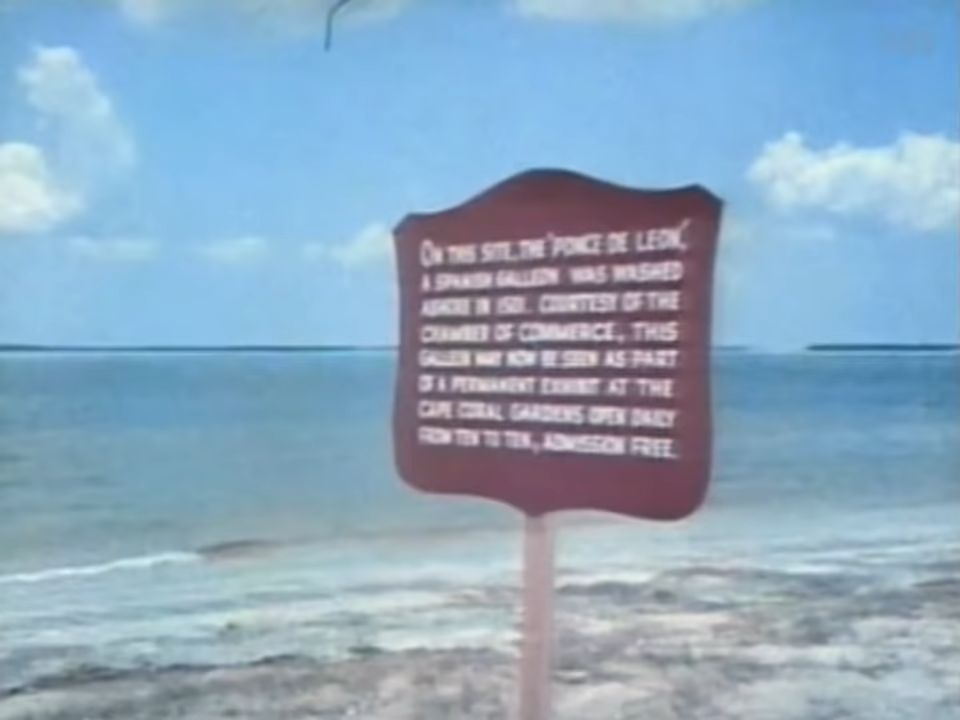 ON THIS SITE, THE "PONCE DE LEON,"
A SPANISH GALLEON WAS WASHED
ASHORE IN 1501. COURTESY OF THE
CHAMBER OF COMMERCE, THIS
GALLEON MAY NOW BE SEEN AS PART
OF A PERMANENT EXHIBIT AT THE
CAPE CORAL GARDENS OPEN DAILY
FROM TEN TO TEN, ADMISSION FREE.